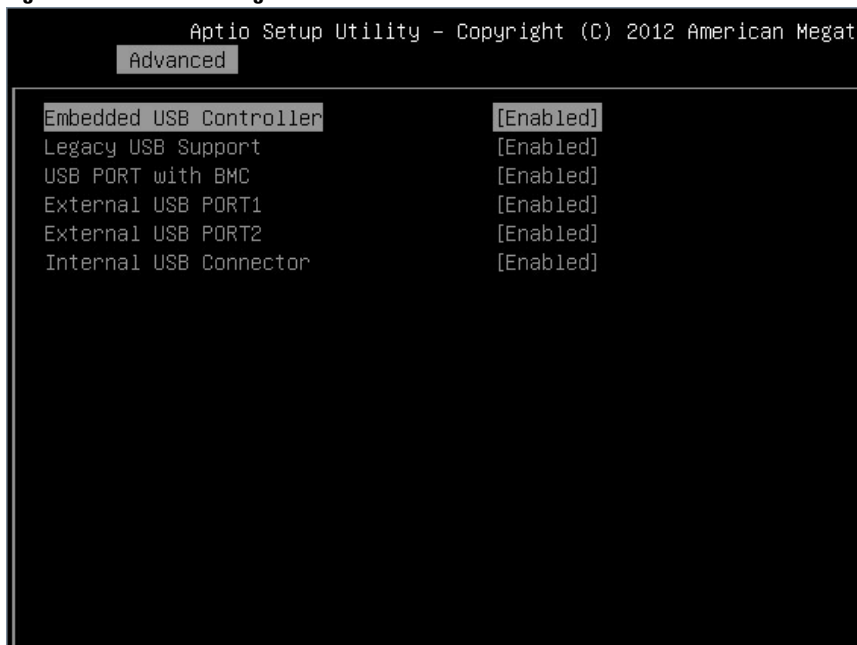 Aptio Setup Utility – Copyright (C) 2012 American Megat
Advanced
Embedded USB Controller [Enabled]
Legacy USB Support [Enabled]
USB PORT with BMC [Enabled]
External USB PORT1 [Enabled]
External USB PORT2 [Enabled]
Internal USB Connector [Enabled]